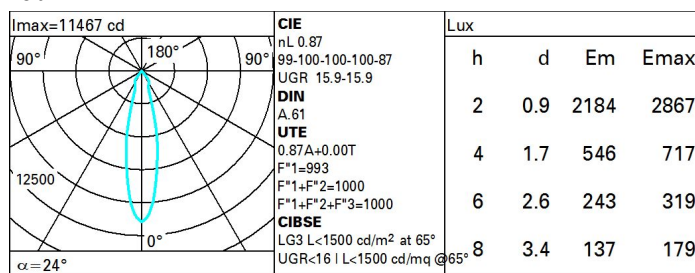 Imax=11467 cd
90°
180°
90°
12500
0°
α=24°
CIE
nL 0.87
99-100-100-100-87
UGR 15.9-15.9
DIN
A.61
UTE
0.87A+0.00T
F"1=993
F"1+F"2=1000
F"1+F"2+F"3=1000
CIBSE
LG3 L<1500 cd/m² at 65°
UGR<16 | L<1500 cd/mq @65°
Lux
h d Em Emax
2 0.9 2184 2867
4 1.7 546 717
6 2.6 243 319
8 3.4 137 179